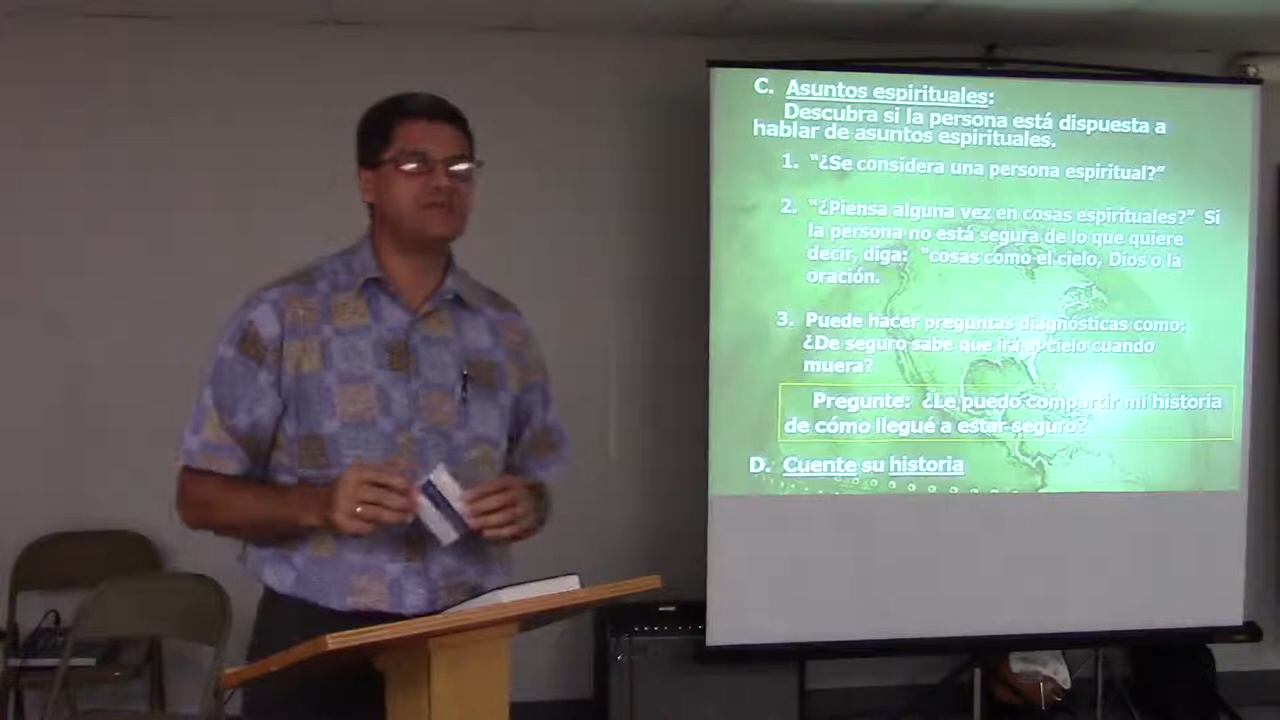 C. Asuntos espirituales:
Descubra si la persona está dispuesta a
hablar de asuntos espirituales.
1. "¿Se considera una persona espiritual?"
2. "¿Piensa alguna vez en cosas espirituales?" Si
la persona no está segura de lo que quiere
decir, diga: "cosas como el cielo, Dios o la
oración.
3. Puede hacer preguntas diagnósticas como:
¿De seguro sabe que irá al cielo cuando
muera?
Pregunte: ¿Le puedo compartir mi historia
de cómo llegué a estar seguro?
D. Cuente su historia